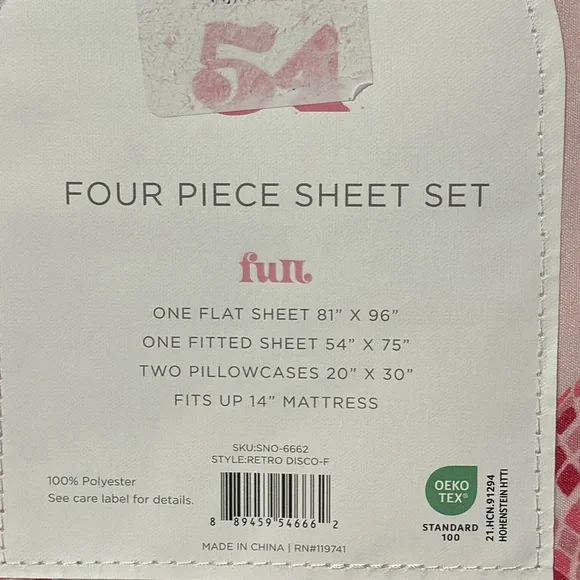 54
FOUR PIECE SHEET SET
full
ONE FLAT SHEET 81" X 96"
ONE FITTED SHEET 54" X 75"
TWO PILLOWCASES 20" X 30"
FITS UP 14" MATTRESS
SKU:SNO-6662
STYLE:RETRO DISCO-F
100% Polyester
See care label for details.
8 89459 54666 2
MADE IN CHINA | RN#119741
OEKO
TEX®
STANDARD
100
21.HCN.91294
HOHENSTEIN HTTI